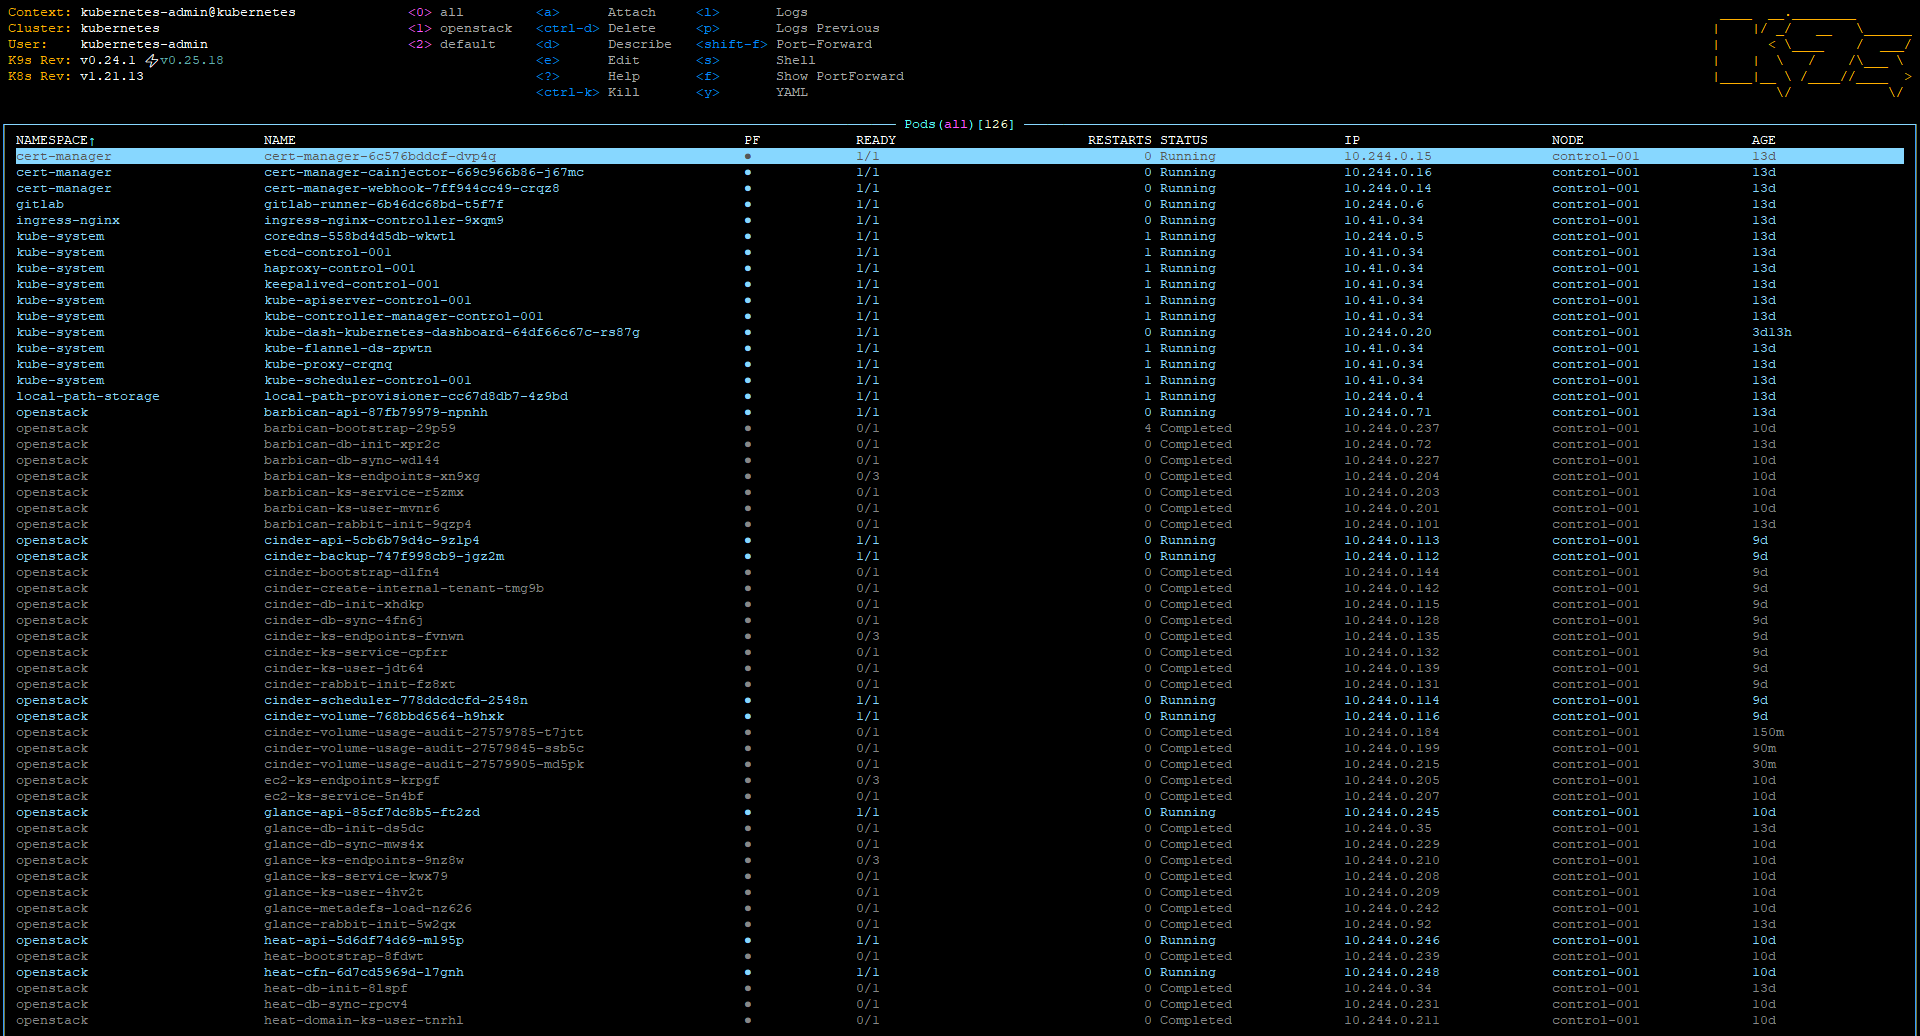 Context: kubernetes-admin@kubernetes <0> all <a> Attach <l> Logs
Cluster: kubernetes <1> openstack <ctrl-d> Delete <p> Logs Previous
User: kubernetes-admin <2> default <d> Describe <shift-f> Port-Forward
K9s Rev: v0.24.1 ⚡v0.25.18 <e> Edit <s> Shell
K8s Rev: v1.21.13 <?> Help <f> Show PortForward
<ctrl-k> Kill <y> YAML
Pods(all)[126]
NAMESPACE↑ NAME PF READY RESTARTS STATUS IP NODE AGE
cert-manager cert-manager-6c576bddcf-dvp4q ● 1/1 0 Running 10.244.0.15 control-001 13d
cert-manager cert-manager-cainjector-669c966b86-j67mc ● 1/1 0 Running 10.244.0.16 control-001 13d
cert-manager cert-manager-webhook-7ff944cc49-crqz8 ● 1/1 0 Running 10.244.0.14 control-001 13d
gitlab gitlab-runner-6b46dc68bd-t5f7f ● 1/1 0 Running 10.244.0.6 control-001 13d
ingress-nginx ingress-nginx-controller-9xqm9 ● 1/1 0 Running 10.41.0.34 control-001 13d
kube-system coredns-558bd4d5db-wkwtl ● 1/1 1 Running 10.244.0.5 control-001 13d
kube-system etcd-control-001 ● 1/1 1 Running 10.41.0.34 control-001 13d
kube-system haproxy-control-001 ● 1/1 1 Running 10.41.0.34 control-001 13d
kube-system keepalived-control-001 ● 1/1 1 Running 10.41.0.34 control-001 13d
kube-system kube-apiserver-control-001 ● 1/1 1 Running 10.41.0.34 control-001 13d
kube-system kube-controller-manager-control-001 ● 1/1 1 Running 10.41.0.34 control-001 13d
kube-system kube-dash-kubernetes-dashboard-64df66c67c-rs87g ● 1/1 0 Running 10.244.0.20 control-001 3d13h
kube-system kube-flannel-ds-zpwtn ● 1/1 1 Running 10.41.0.34 control-001 13d
kube-system kube-proxy-crqnq ● 1/1 1 Running 10.41.0.34 control-001 13d
kube-system kube-scheduler-control-001 ● 1/1 1 Running 10.41.0.34 control-001 13d
local-path-storage local-path-provisioner-cc67d8db7-4z9bd ● 1/1 1 Running 10.244.0.4 control-001 13d
openstack barbican-api-87fb79979-npnhh ● 1/1 0 Running 10.244.0.71 control-001 13d
openstack barbican-bootstrap-29p59 ● 0/1 4 Completed 10.244.0.237 control-001 10d
openstack barbican-db-init-xpr2c ● 0/1 0 Completed 10.244.0.72 control-001 13d
openstack barbican-db-sync-wdl44 ● 0/1 0 Completed 10.244.0.227 control-001 10d
openstack barbican-ks-endpoints-xn9xg ● 0/3 0 Completed 10.244.0.204 control-001 10d
openstack barbican-ks-service-r5zmx ● 0/1 0 Completed 10.244.0.203 control-001 10d
openstack barbican-ks-user-mvnr6 ● 0/1 0 Completed 10.244.0.201 control-001 10d
openstack barbican-rabbit-init-9qzp4 ● 0/1 0 Completed 10.244.0.101 control-001 13d
openstack cinder-api-5cb6b79d4c-9zlp4 ● 1/1 0 Running 10.244.0.113 control-001 9d
openstack cinder-backup-747f998cb9-jgz2m ● 1/1 0 Running 10.244.0.112 control-001 9d
openstack cinder-bootstrap-dlfn4 ● 0/1 0 Completed 10.244.0.144 control-001 9d
openstack cinder-create-internal-tenant-tmg9b ● 0/1 0 Completed 10.244.0.142 control-001 9d
openstack cinder-db-init-xhdkp ● 0/1 0 Completed 10.244.0.115 control-001 9d
openstack cinder-db-sync-4fn6j ● 0/1 0 Completed 10.244.0.128 control-001 9d
openstack cinder-ks-endpoints-fvnwn ● 0/3 0 Completed 10.244.0.135 control-001 9d
openstack cinder-ks-service-cpfrr ● 0/1 0 Completed 10.244.0.132 control-001 9d
openstack cinder-ks-user-jdt64 ● 0/1 0 Completed 10.244.0.139 control-001 9d
openstack cinder-rabbit-init-fz8xt ● 0/1 0 Completed 10.244.0.131 control-001 9d
openstack cinder-scheduler-778ddcdcfd-2548n ● 1/1 0 Running 10.244.0.114 control-001 9d
openstack cinder-volume-768bbd6564-h9hxk ● 1/1 0 Running 10.244.0.116 control-001 9d
openstack cinder-volume-usage-audit-27579785-t7jtt ● 0/1 0 Completed 10.244.0.184 control-001 150m
openstack cinder-volume-usage-audit-27579845-ssb5c ● 0/1 0 Completed 10.244.0.199 control-001 90m
openstack cinder-volume-usage-audit-27579905-md5pk ● 0/1 0 Completed 10.244.0.215 control-001 30m
openstack ec2-ks-endpoints-krpgf ● 0/3 0 Completed 10.244.0.205 control-001 10d
openstack ec2-ks-service-5n4bf ● 0/1 0 Completed 10.244.0.207 control-001 10d
openstack glance-api-85cf7dc8b5-ft2zd ● 1/1 0 Running 10.244.0.245 control-001 10d
openstack glance-db-init-ds5dc ● 0/1 0 Completed 10.244.0.35 control-001 13d
openstack glance-db-sync-mws4x ● 0/1 0 Completed 10.244.0.229 control-001 10d
openstack glance-ks-endpoints-9nz8w ● 0/3 0 Completed 10.244.0.210 control-001 10d
openstack glance-ks-service-kwx79 ● 0/1 0 Completed 10.244.0.208 control-001 10d
openstack glance-ks-user-4hv2t ● 0/1 0 Completed 10.244.0.209 control-001 10d
openstack glance-metadefs-load-nz626 ● 0/1 0 Completed 10.244.0.242 control-001 10d
openstack glance-rabbit-init-5w2qx ● 0/1 0 Completed 10.244.0.92 control-001 13d
openstack heat-api-5d6df74d69-ml95p ● 1/1 0 Running 10.244.0.246 control-001 10d
openstack heat-bootstrap-8fdwt ● 0/1 0 Completed 10.244.0.239 control-001 10d
openstack heat-cfn-6d7cd5969d-l7gnh ● 1/1 0 Running 10.244.0.248 control-001 10d
openstack heat-db-init-8lspf ● 0/1 0 Completed 10.244.0.34 control-001 13d
openstack heat-db-sync-rpcv4 ● 0/1 0 Completed 10.244.0.231 control-001 10d
openstack heat-domain-ks-user-tnrhl ● 0/1 0 Completed 10.244.0.211 control-001 10d